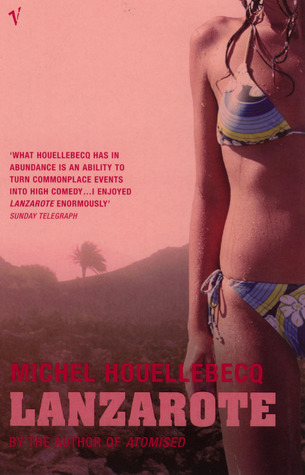 V
'WHAT HOUELLEBECQ HAS IN
ABUNDANCE IS AN ABILITY TO
TURN COMMONPLACE EVENTS
INTO HIGH COMEDY...I ENJOYED
LANZAROTE ENORMOUSLY'
SUNDAY TELEGRAPH
MICHEL HOUELLEBECQ
LANZAROTE
BY THE AUTHOR OF ATOMISED